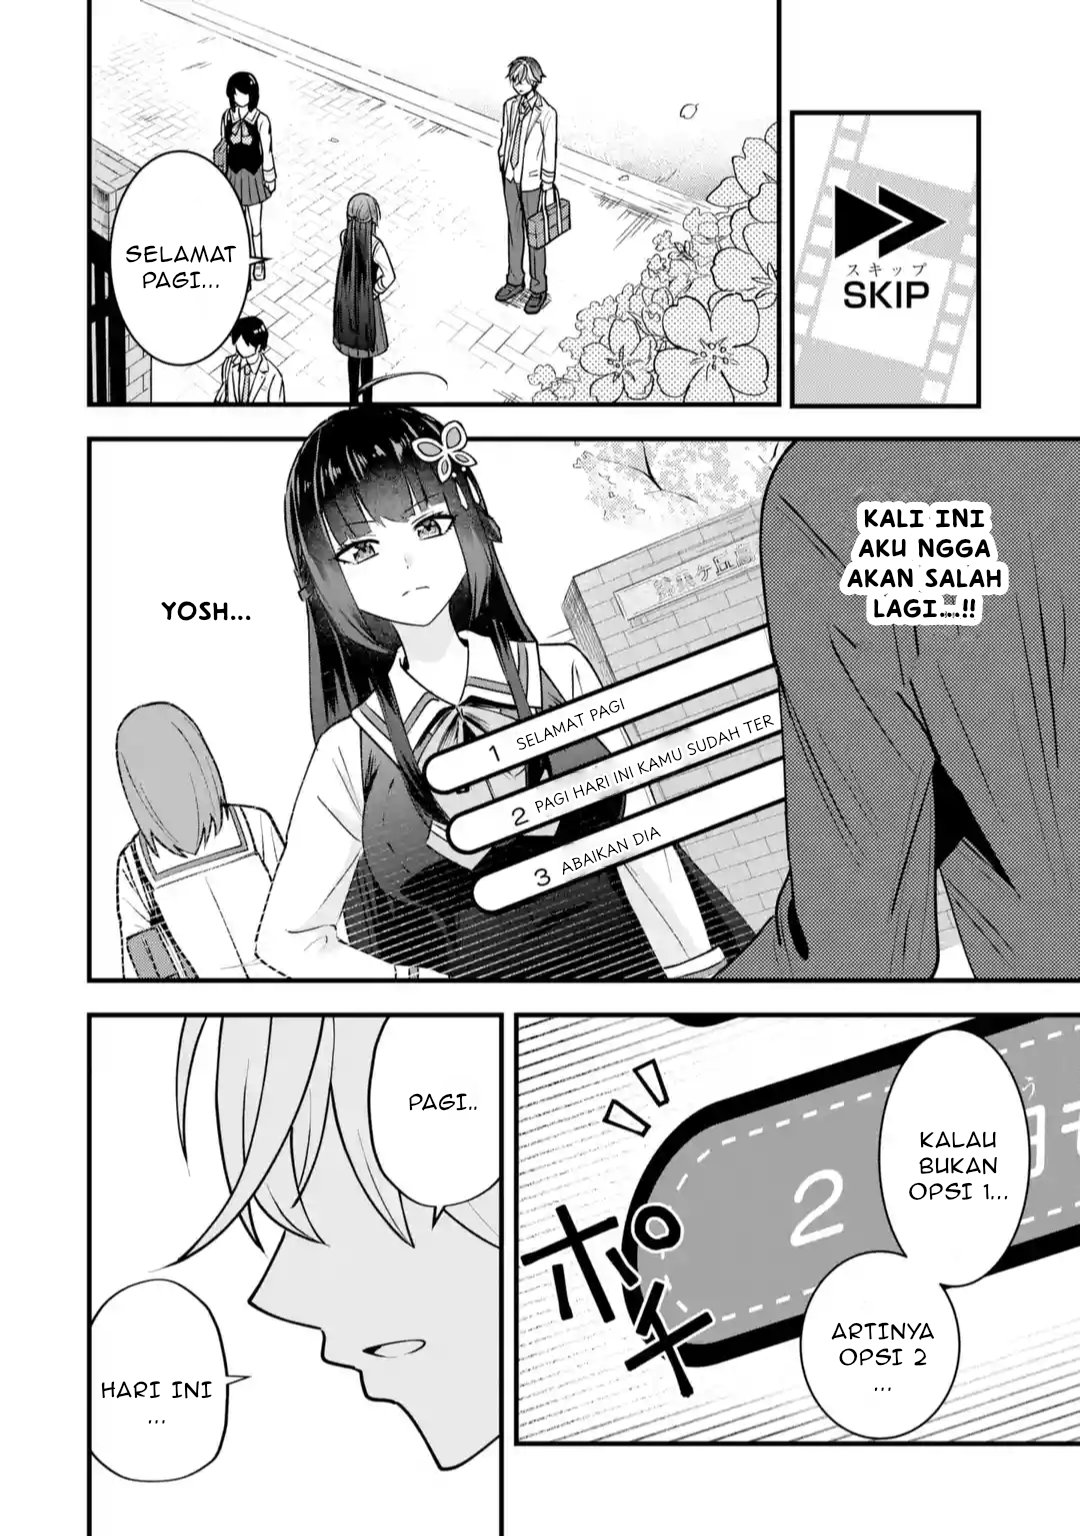 スキップ
SKIP
SELAMAT
PAGI...
KALI INI
AKU NGGA
AKAN SALAH
LAGI...!!
YOSH...
1 SELAMAT PAGI
2 PAGI HARI INI KAMU SUDAH TER
3 ABAIKAN DIA
KALAU
BUKAN
OPSI 1...
2
う
ARTINYA
OPSI 2
...
ポチ
PAGI..
HARI INI
...